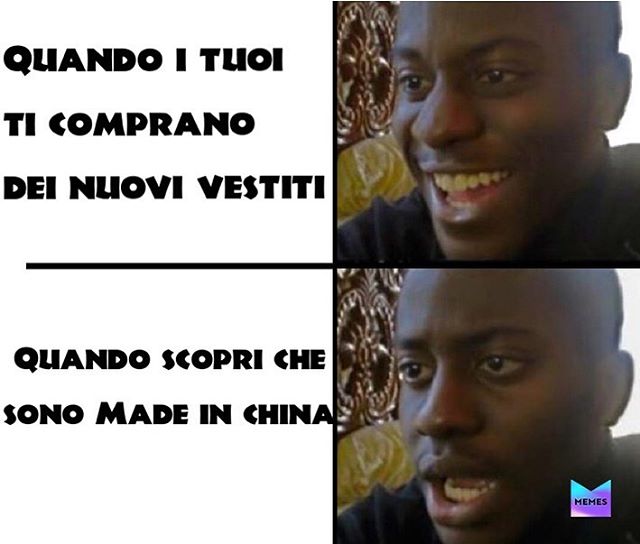 Quando i tuoi
ti comprano
dei nuovi vestiti
Quando scopri che
sono Made in china
MEMES